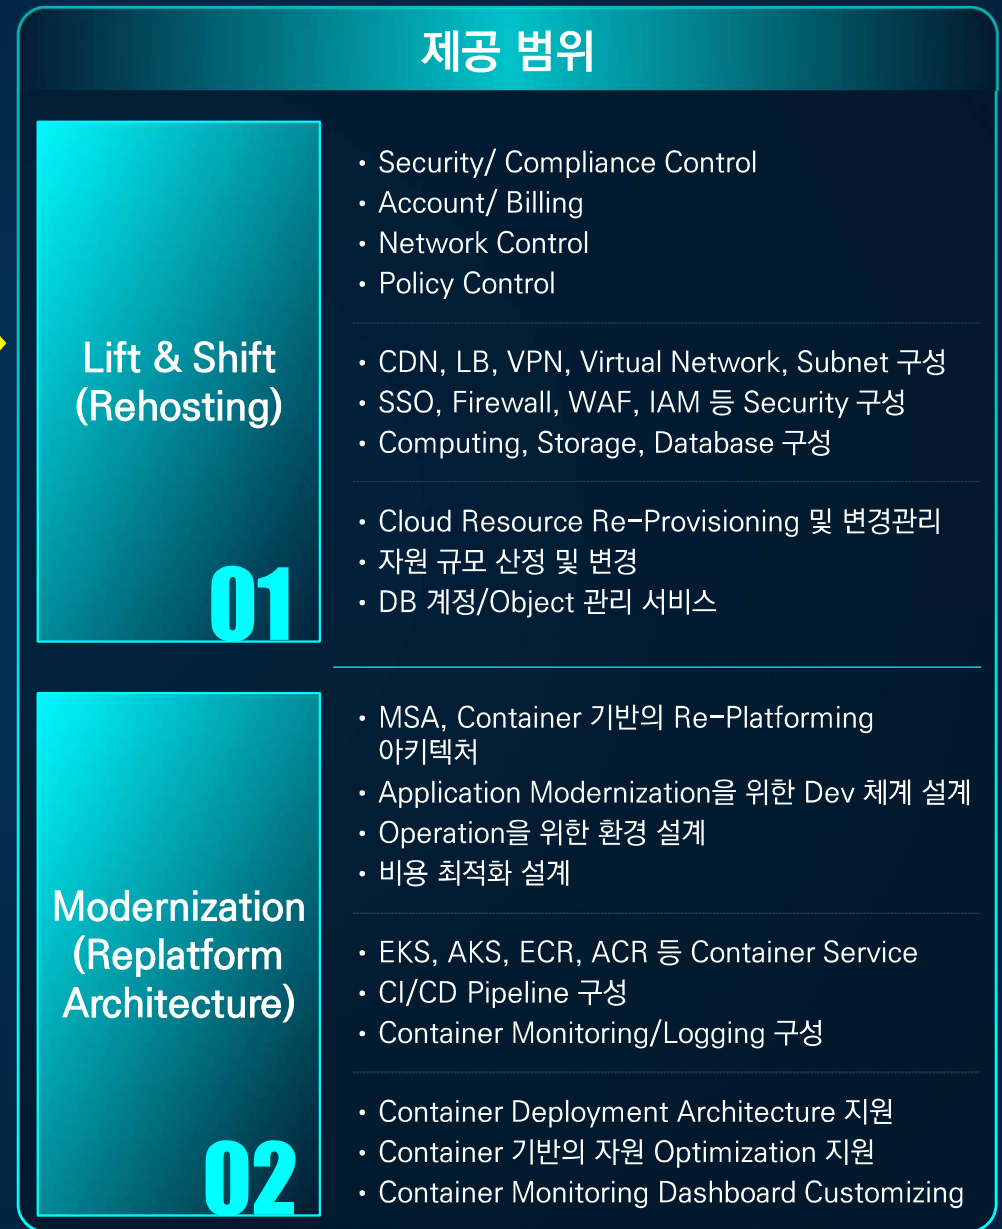 제공 범위
Lift & Shift
(Rehosting)
01
• Security/ Compliance Control
• Account/ Billing
• Network Control
• Policy Control
• CDN, LB, VPN, Virtual Network, Subnet 구성
• SSO, Firewall, WAF, IAM 등 Security 구성
• Computing, Storage, Database 구성
• Cloud Resource Re-Provisioning 및 변경관리
• 자원 규모 산정 및 변경
• DB 계정/Object 관리 서비스
Modernization
(Replatform
Architecture)
02
• MSA, Container 기반의 Re-Platforming
아키텍처
• Application Modernization을 위한 Dev 체계 설계
• Operation을 위한 환경 설계
• 비용 최적화 설계
• EKS, AKS, ECR, ACR 등 Container Service
• CI/CD Pipeline 구성
• Container Monitoring/Logging 구성
• Container Deployment Architecture 지원
• Container 기반의 자원 Optimization 지원
• Container Monitoring Dashboard Customizing